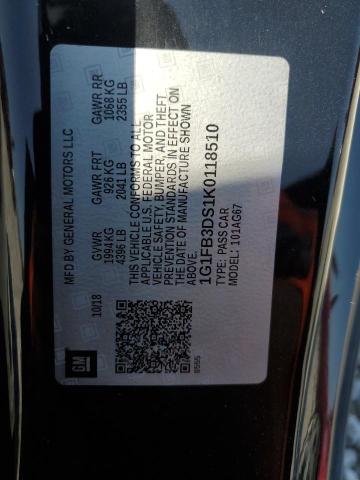 MFD BY GENERAL MOTORS LLC
10/18 GVWR GAWR FRT GAWR RR
1994 KG 926 KG 1068 KG
4396 LB 2041 LB 2355 LB
THIS VEHICLE CONFORMS TO ALL
APPLICABLE U.S. FEDERAL MOTOR
VEHICLE SAFETY, BUMPER, AND THEFT
PREVENTION STANDARDS IN EFFECT ON
THE DATE OF MANUFACTURE SHOWN
ABOVE.
1G1FB3DS1K0118510
TYPE: PASS CAR
MODEL: 101AG67
GM